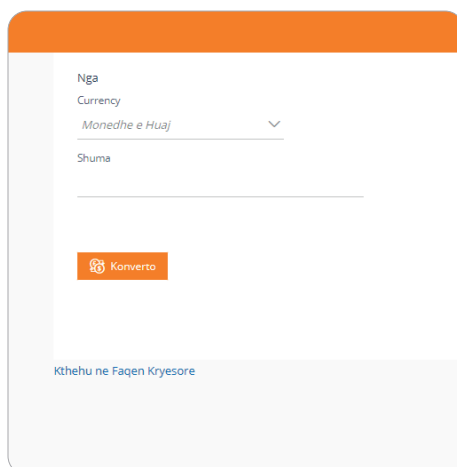 Nga
Currency
Monedhe e Huaj
Shuma
Konverto
Kthehu ne Faqen Kryesore